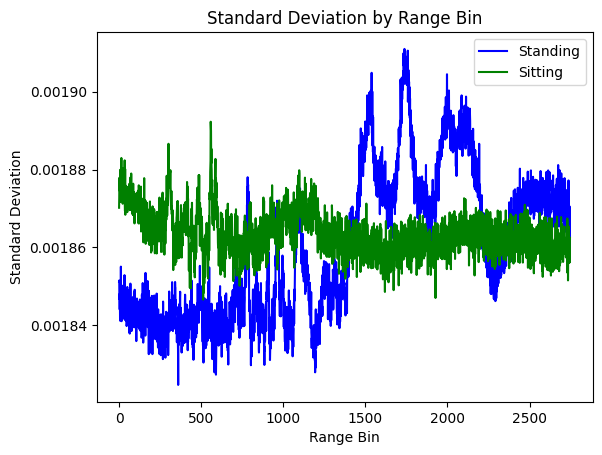 Standard Deviation by Range Bin
Standing
Sitting
0.00190
0.00188
0.00186
0.00184
Standard Deviation
0
500
1000
1500
2000
2500
Range Bin